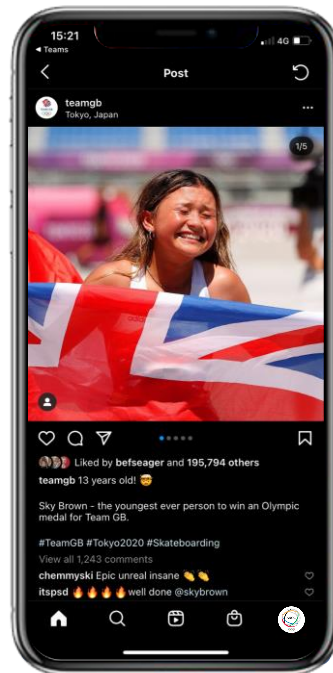 15:21
4G
Teams
Post
teamgb
Tokyo, Japan
1/5
Liked by befseager and 195,794 others
teamgb 13 years old! 🤯
Sky Brown - the youngest ever person to win an Olympic
medal for Team GB.
#TeamGB #Tokyo2020 #Skateboarding
View all 1,243 comments
chemmyski Epic unreal insane 👏👏
itspsd 🔥🔥🔥🔥well done @skybrown